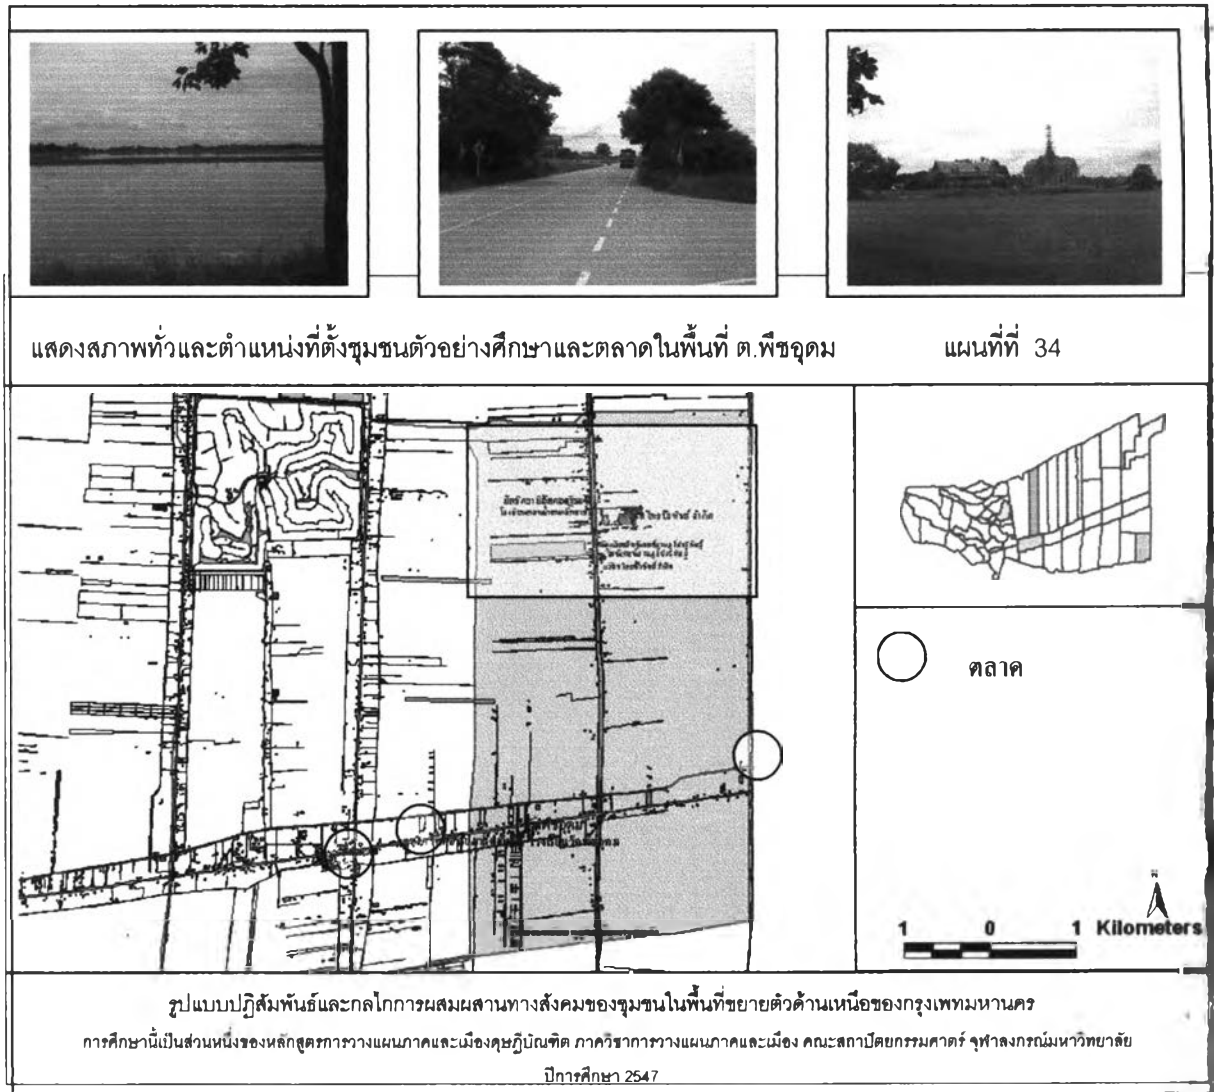 แสดงสภาพทั่วและตำแหน่งที่ตั้งชุมชนตัวอย่างศึกษาและตลาดในพื้นที่ ต.พืชอุดม
แผนที่ที่ 34
ตลาด
N
1 0 1 Kilometers
รูปแบบปฏิสัมพันธ์และกลไกการผสมผสานทางสังคมของชุมชนในพื้นที่ขยายตัวด้านเหนือของกรุงเพทมหานคร
การศึกษานี้เป็นส่วนหนึ่งของหลักสูตรการวางแผนภาคและเมืองดุษฎีบัณฑิต ภาควิชาการวางแผนภาคและเมือง คณะสถาปัตยกรรมศาตร์ จุฬาลงกรณ์มหาวิทยาลัย
ปีการศึกษา 2547